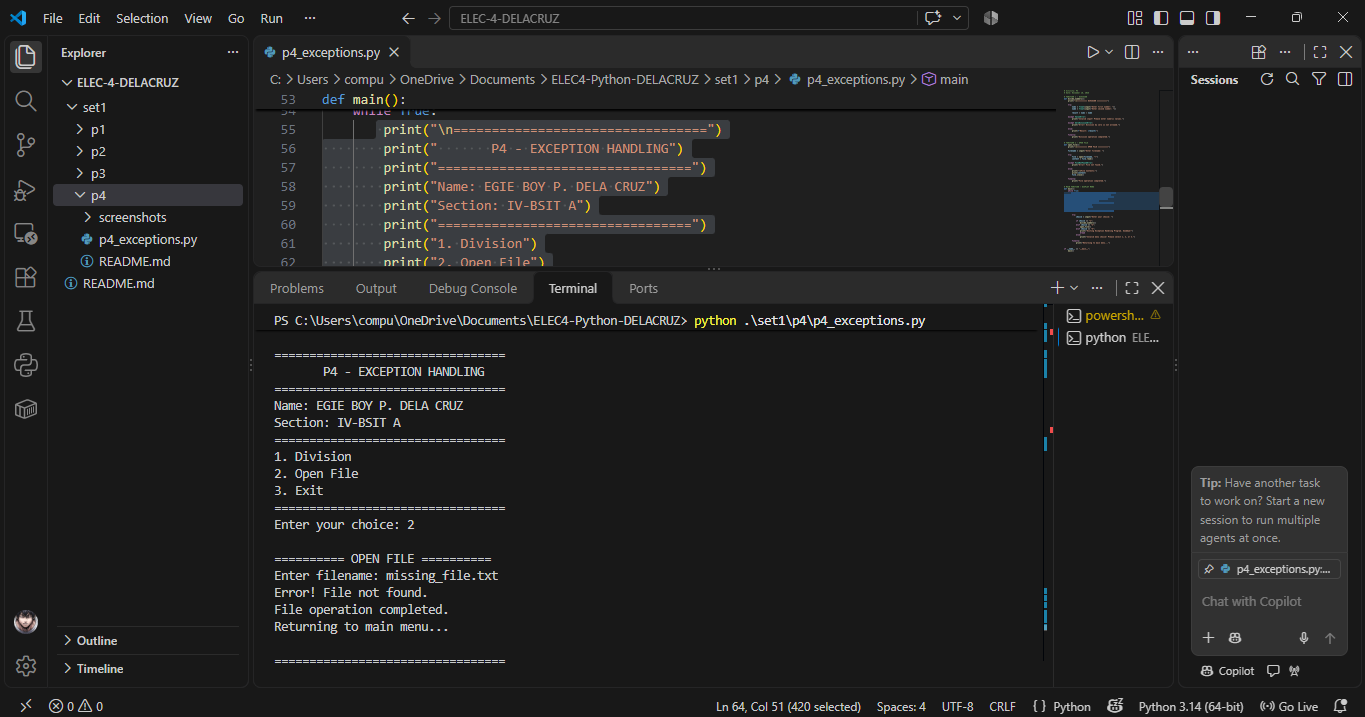 File Edit Selection View Go Run ···
ELEC-4-DELACRUZ
Explorer
ELEC-4-DELACRUZ
set1
p1
p2
p3
p4
screenshots
p4_exceptions.py
README.md
README.md
Outline
Timeline
p4_exceptions.py
C: > Users > compu > OneDrive > Documents > ELEC4-Python-DELACRUZ > set1 > p4 > p4_exceptions.py > main
53 def main():
54 while True:
55 print("\n=================================")
56 print("       P4 - EXCEPTION HANDLING")
57 print("=================================")
58 print("Name: EGIE BOY P. DELA CRUZ")
59 print("Section: IV-BSIT A")
60 print("=================================")
61 print("1. Division")
62 print("2. Open File")
Problems Output Debug Console Terminal Ports
PS C:\Users\compu\OneDrive\Documents\ELEC4-Python-DELACRUZ> python .\set1\p4\p4_exceptions.py
=================================
P4 - EXCEPTION HANDLING
=================================
Name: EGIE BOY P. DELA CRUZ
Section: IV-BSIT A
=================================
1. Division
2. Open File
3. Exit
=================================
Enter your choice: 2
========== OPEN FILE ==========
Enter filename: missing_file.txt
Error! File not found.
File operation completed.
Returning to main menu...
=================================
powersh...
python ELE...
Sessions
Tip: Have another task
to work on? Start a new
session to run multiple
agents at once.
p4_exceptions.py:...
Chat with Copilot
Copilot
0 0
Ln 64, Col 51 (420 selected) Spaces: 4 UTF-8 CRLF { } Python Python 3.14 (64-bit) Go Live